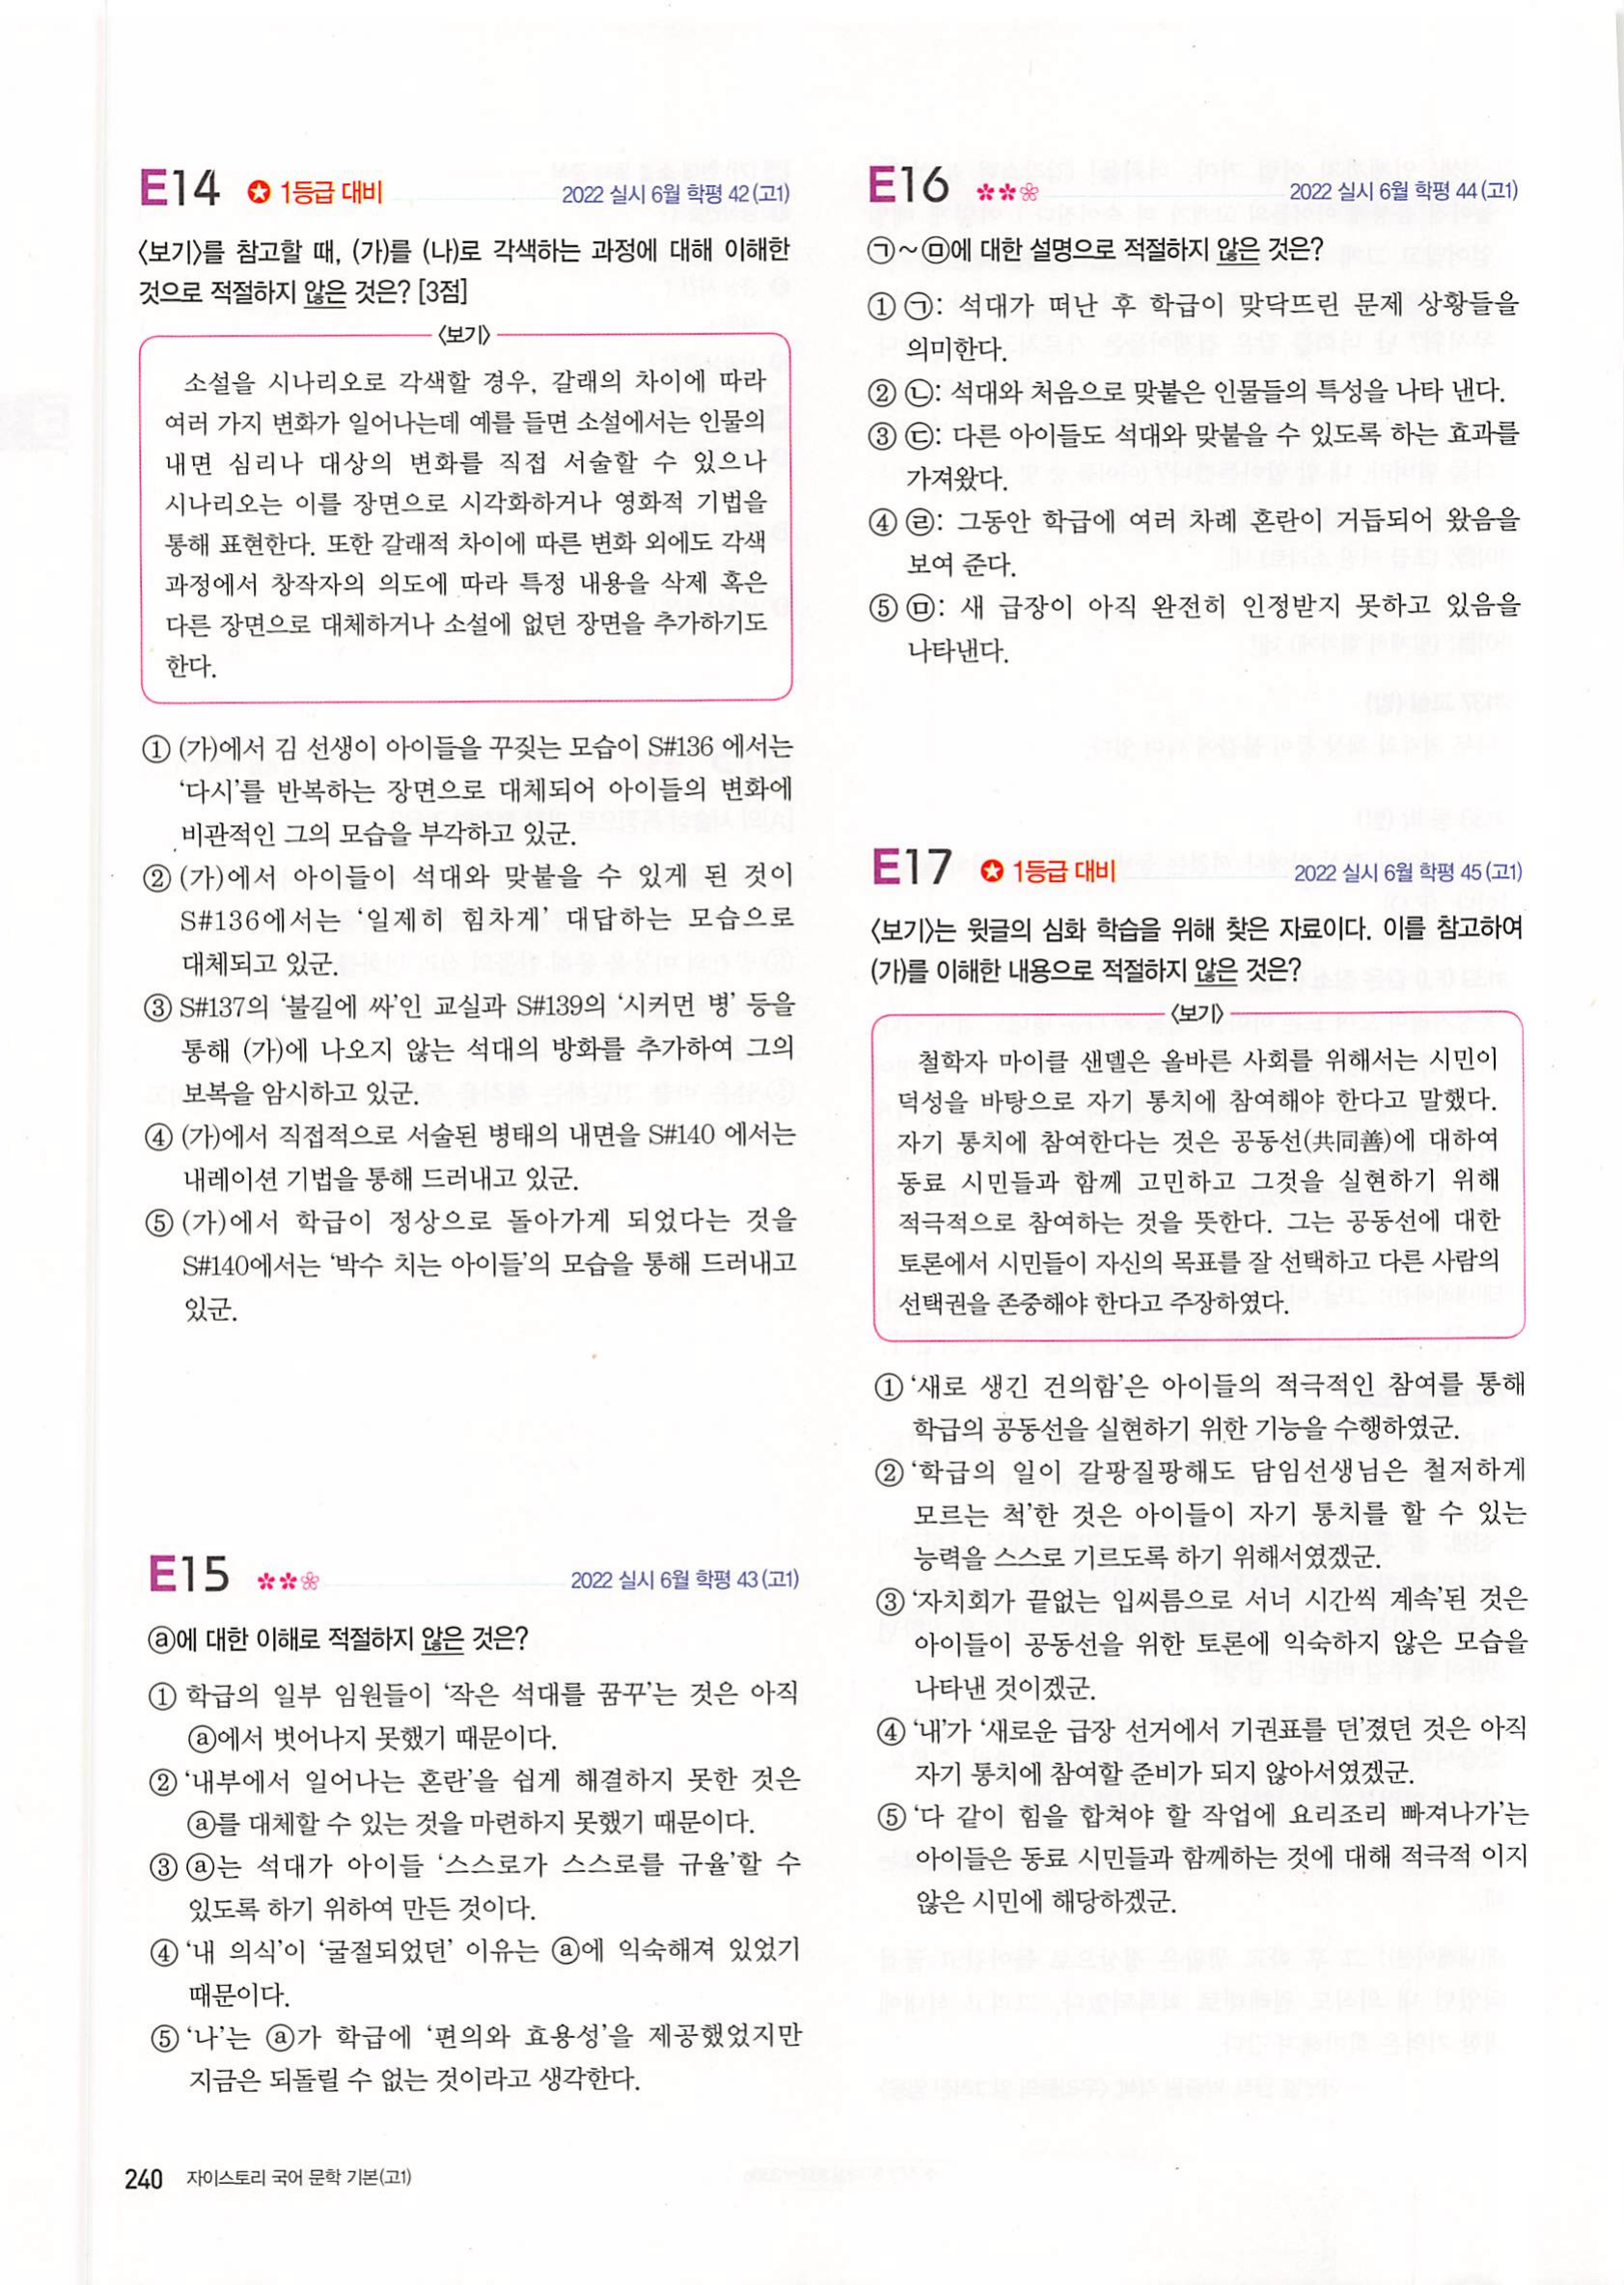 E14 1등급 대비 2022 실시 6월 학평 42(고1)
<보기>를 참고할 때, (가)를 (나)로 각색하는 과정에 대해 이해한
것으로 적절하지 않은 것은? [3점]
<보기>
소설을 시나리오로 각색할 경우, 갈래의 차이에 따라
여러 가지 변화가 일어나는데 예를 들면 소설에서는 인물의
내면 심리나 대상의 변화를 직접 서술할 수 있으나
시나리오는 이를 장면으로 시각화하거나 영화적 기법을
통해 표현한다. 또한 갈래적 차이에 따른 변화 외에도 각색
과정에서 창작자의 의도에 따라 특정 내용을 삭제 혹은
다른 장면으로 대체하거나 소설에 없던 장면을 추가하기도
한다.
① (가)에서 김 선생이 아이들을 꾸짖는 모습이 S#136 에서는
‘다시’를 반복하는 장면으로 대체되어 아이들의 변화에
비관적인 그의 모습을 부각하고 있군.
② (가)에서 아이들이 석대와 맞붙을 수 있게 된 것이
S#136에서는 ‘일제히 힘차게’ 대답하는 모습으로
대체되고 있군.
③ S#137의 ‘불길에 싸’인 교실과 S#139의 ‘시커먼 병’ 등을
통해 (가)에 나오지 않는 석대의 방화를 추가하여 그의
보복을 암시하고 있군.
④ (가)에서 직접적으로 서술된 병태의 내면을 S#140 에서는
내레이션 기법을 통해 드러내고 있군.
⑤ (가)에서 학급이 정상으로 돌아가게 되었다는 것을
S#140에서는 ‘박수 치는 아이들’의 모습을 통해 드러내고
있군.
E15 2022 실시 6월 학평 43(고1)
ⓐ에 대한 이해로 적절하지 않은 것은?
① 학급의 일부 임원들이 ‘작은 석대를 꿈꾸’는 것은 아직
ⓐ에서 벗어나지 못했기 때문이다.
② ‘내부에서 일어나는 혼란’을 쉽게 해결하지 못한 것은
ⓐ를 대체할 수 있는 것을 마련하지 못했기 때문이다.
③ ⓐ는 석대가 아이들 ‘스스로가 스스로를 규율’할 수
있도록 하기 위하여 만든 것이다.
④ ‘내 의식’이 ‘굴절되었던’ 이유는 ⓐ에 익숙해져 있었기
때문이다.
⑤ ‘나’는 ⓐ가 학급에 ‘편의와 효용성’을 제공했었지만
지금은 되돌릴 수 없는 것이라고 생각한다.
240 자이스토리 국어 문학 기본(고1)
E16 2022 실시 6월 학평 44(고1)
㉠~㉤에 대한 설명으로 적절하지 않은 것은?
① ㉠: 석대가 떠난 후 학급이 맞닥뜨린 문제 상황들을
의미한다.
② ㉡: 석대와 처음으로 맞붙은 인물들의 특성을 나타 낸다.
③ ㉢: 다른 아이들도 석대와 맞붙을 수 있도록 하는 효과를
가져왔다.
④ ㉣: 그동안 학급에 여러 차례 혼란이 거듭되어 왔음을
보여 준다.
⑤ ㉤: 새 급장이 아직 완전히 인정받지 못하고 있음을
나타낸다.
E17 1등급 대비 2022 실시 6월 학평 45(고1)
<보기>는 윗글의 심화 학습을 위해 찾은 자료이다. 이를 참고하여
(가)를 이해한 내용으로 적절하지 않은 것은?
<보기>
철학자 마이클 샌델은 올바른 사회를 위해서는 시민이
덕성을 바탕으로 자기 통치에 참여해야 한다고 말했다.
자기 통치에 참여한다는 것은 공동선(共同善)에 대하여
동료 시민들과 함께 고민하고 그것을 실현하기 위해
적극적으로 참여하는 것을 뜻한다. 그는 공동선에 대한
토론에서 시민들이 자신의 목표를 잘 선택하고 다른 사람의
선택권을 존중해야 한다고 주장하였다.
① ‘새로 생긴 건의함’은 아이들의 적극적인 참여를 통해
학급의 공동선을 실현하기 위한 기능을 수행하였군.
② ‘학급의 일이 갈팡질팡해도 담임선생님은 철저하게
모르는 척’한 것은 아이들이 자기 통치를 할 수 있는
능력을 스스로 기르도록 하기 위해서였겠군.
③ ‘자치회가 끝없는 입씨름으로 서너 시간씩 계속’된 것은
아이들이 공동선을 위한 토론에 익숙하지 않은 모습을
나타낸 것이겠군.
④ ‘내’가 ‘새로운 급장 선거에서 기권표를 던’졌던 것은 아직
자기 통치에 참여할 준비가 되지 않아서였겠군.
⑤ ‘다 같이 힘을 합쳐야 할 작업에 요리조리 빠져나가’는
아이들은 동료 시민들과 함께하는 것에 대해 적극적 이지
않은 시민에 해당하겠군.